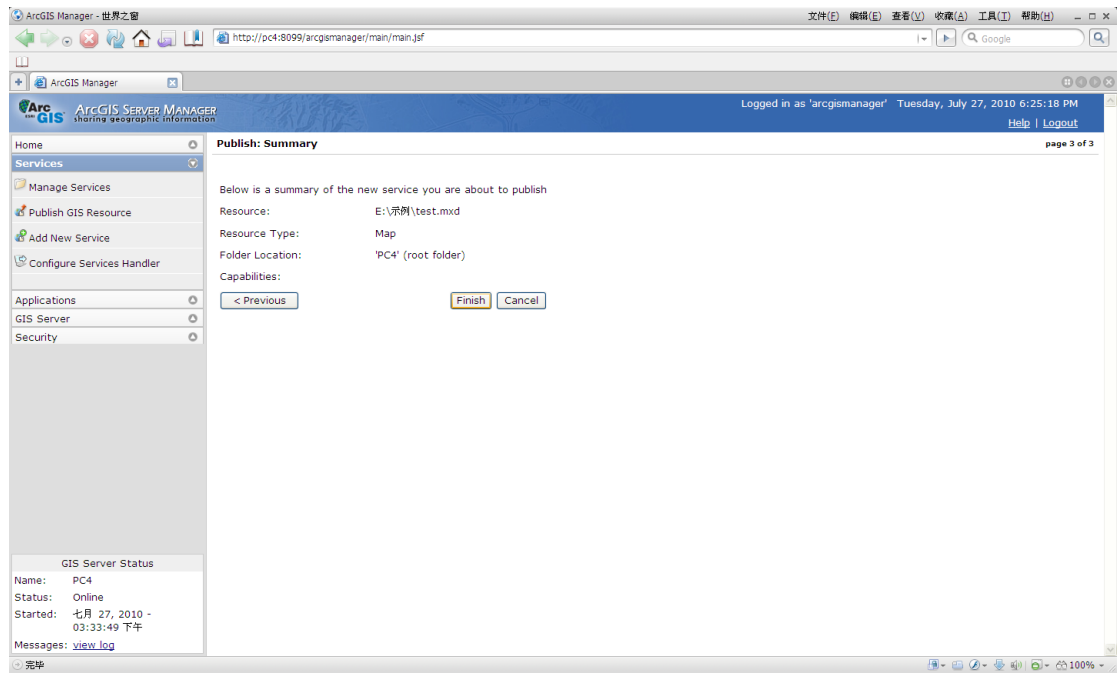 ArcGIS Manager - 世界之窗
文件(F) 编辑(E) 查看(V) 收藏(A) 工具(T) 帮助(H)
http://pc4:8099/arcgismanager/main/main.jsf
Google
ArcGIS Manager
Arc GIS
ArcGIS Server Manager
sharing geographic information
Logged in as 'arcgismanager' Tuesday, July 27, 2010 6:25:18 PM
Help | Logout
Home
Services
Manage Services
Publish GIS Resource
Add New Service
Configure Services Handler
Applications
GIS Server
Security
Publish: Summary
page 3 of 3
Below is a summary of the new service you are about to publish
Resource: E:\示例\test.mxd
Resource Type: Map
Folder Location: 'PC4' (root folder)
Capabilities:
< Previous
Finish
Cancel
GIS Server Status
Name: PC4
Status: Online
Started: 七月 27, 2010 -
03:33:49 下午
Messages: view log
完毕
100%